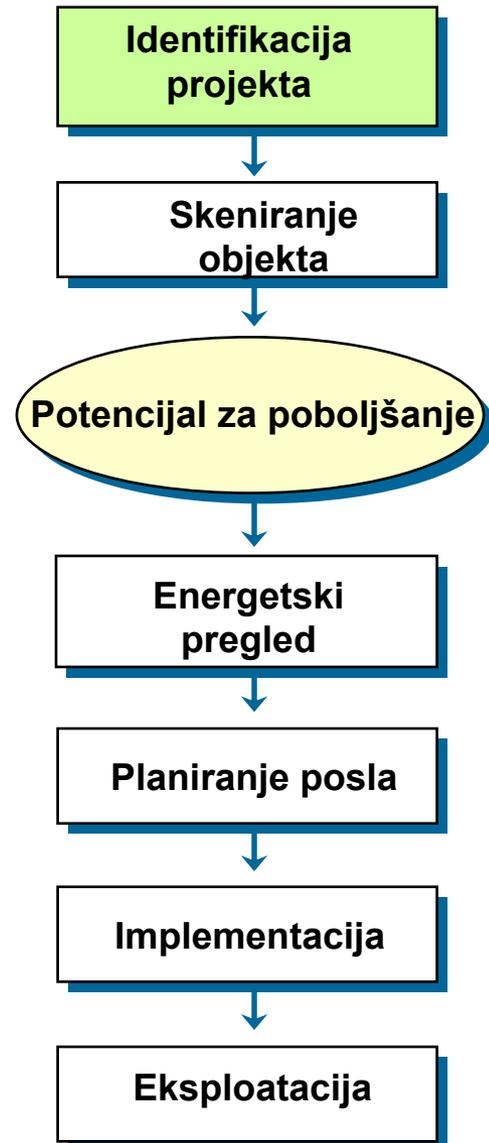 Identifikacija
projekta
Skeniranje
objekta
Potencijal za poboljšanje
Energetski
pregled
Planiranje posla
Implementacija
Eksploatacija